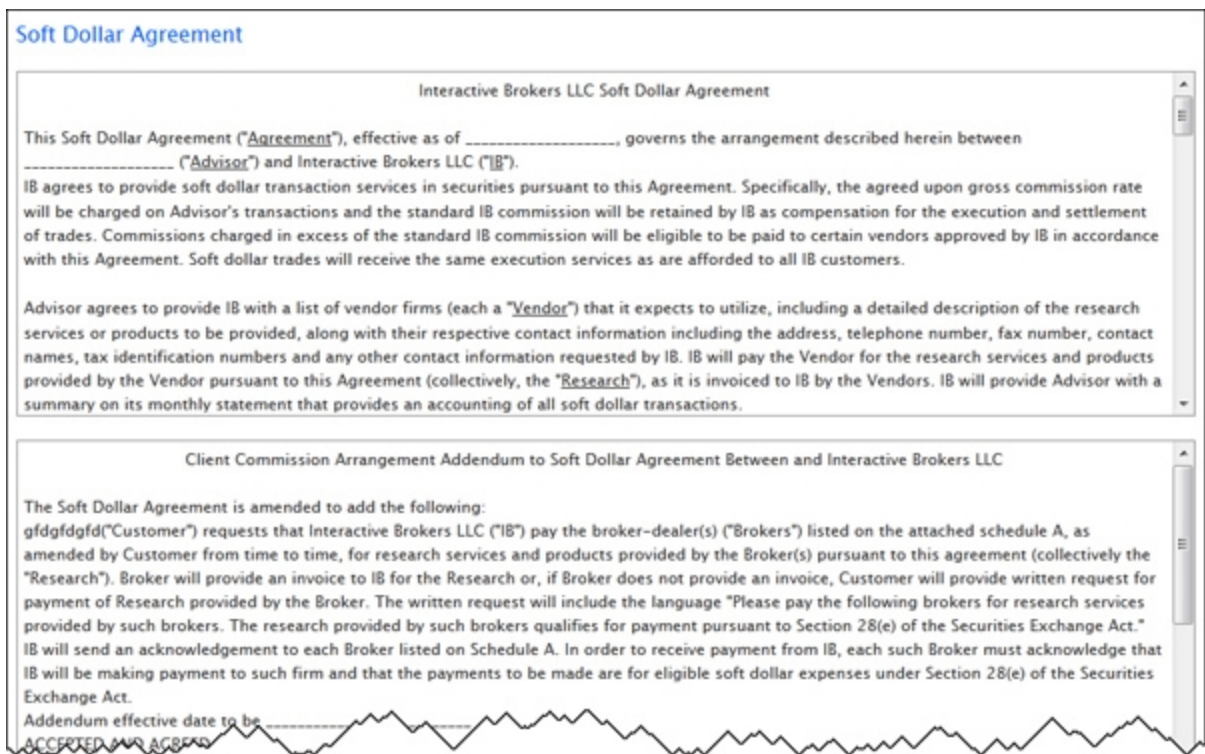 Soft Dollar Agreement
Interactive Brokers LLC Soft Dollar Agreement
This Soft Dollar Agreement ("Agreement"), effective as of ___________________, governs the arrangement described herein between
___________________ ("Advisor") and Interactive Brokers LLC ("IB").
IB agrees to provide soft dollar transaction services in securities pursuant to this Agreement. Specifically, the agreed upon gross commission rate
will be charged on Advisor's transactions and the standard IB commission will be retained by IB as compensation for the execution and settlement
of trades. Commissions charged in excess of the standard IB commission will be eligible to be paid to certain vendors approved by IB in accordance
with this Agreement. Soft dollar trades will receive the same execution services as are afforded to all IB customers.
Advisor agrees to provide IB with a list of vendor firms (each a "Vendor") that it expects to utilize, including a detailed description of the research
services or products to be provided, along with their respective contact information including the address, telephone number, fax number, contact
names, tax identification numbers and any other contact information requested by IB. IB will pay the Vendor for the research services and products
provided by the Vendor pursuant to this Agreement (collectively, the "Research"), as it is invoiced to IB by the Vendors. IB will provide Advisor with a
summary on its monthly statement that provides an accounting of all soft dollar transactions.
Client Commission Arrangement Addendum to Soft Dollar Agreement Between and Interactive Brokers LLC
The Soft Dollar Agreement is amended to add the following:
gfdgfdgfd("Customer") requests that Interactive Brokers LLC ("IB") pay the broker-dealer(s) ("Brokers") listed on the attached schedule A, as
amended by Customer from time to time, for research services and products provided by the Broker(s) pursuant to this agreement (collectively the
"Research"). Broker will provide an invoice to IB for the Research or, if Broker does not provide an invoice, Customer will provide written request for
payment of Research provided by the Broker. The written request will include the language "Please pay the following brokers for research services
provided by such brokers. The research provided by such brokers qualifies for payment pursuant to Section 28(e) of the Securities Exchange Act."
IB will send an acknowledgement to each Broker listed on Schedule A. In order to receive payment from IB, each such Broker must acknowledge that
IB will be making payment to such firm and that the payments to be made are for eligible soft dollar expenses under Section 28(e) of the Securities
Exchange Act.
Addendum effective date to be __________________________
ACCEPTED AND AGREED